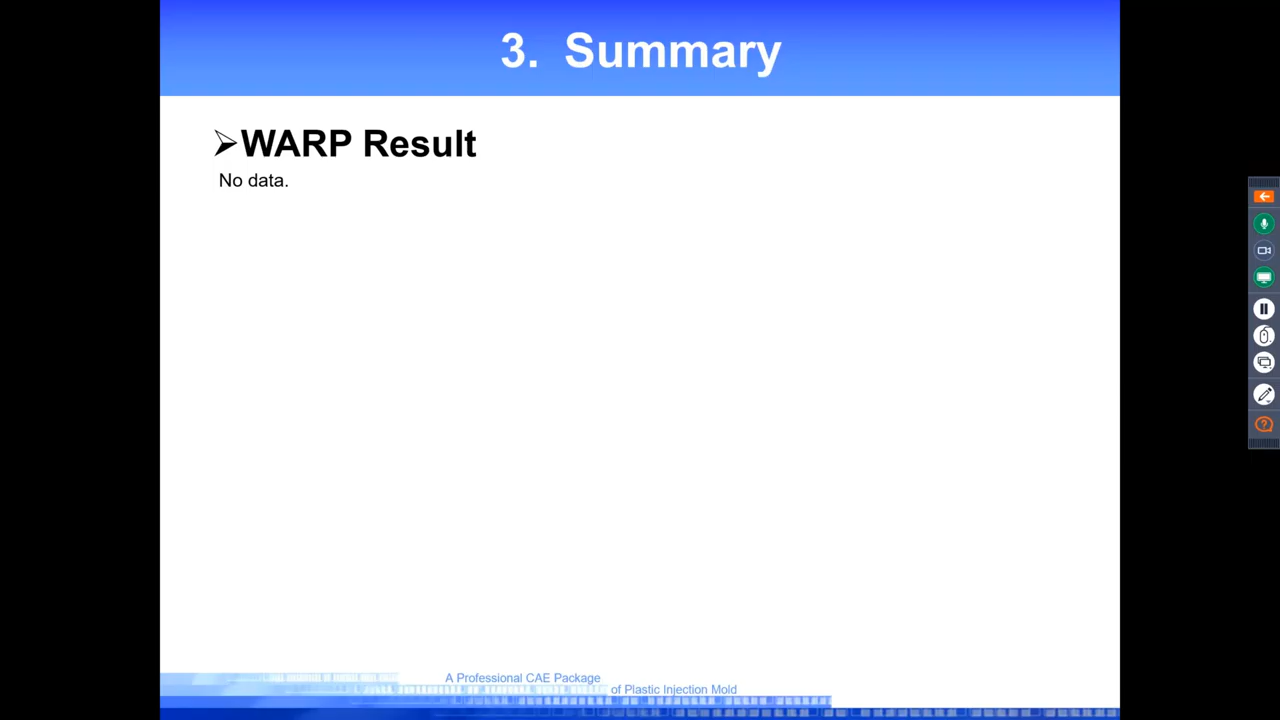 3. Summary
➢WARP Result
No data.
A Professional CAE Package
of Plastic Injection Mold